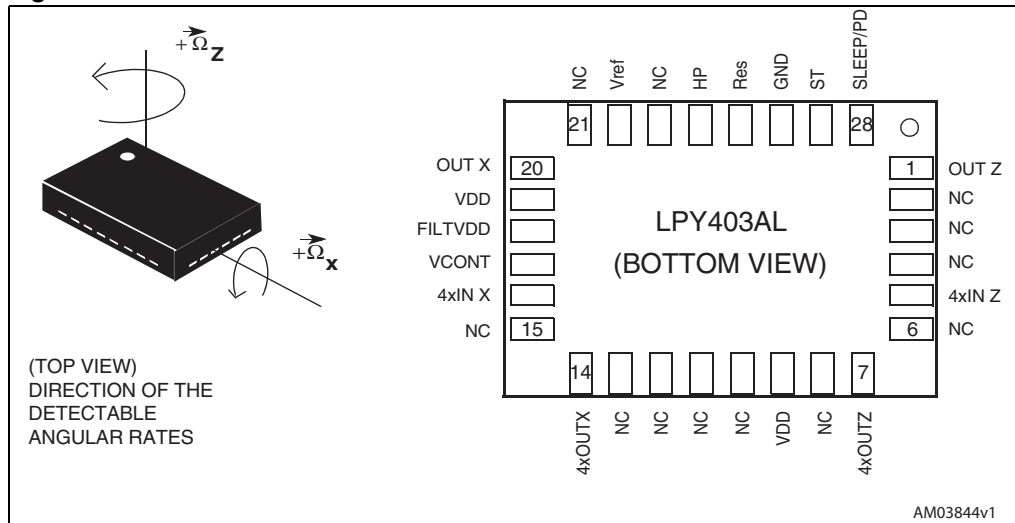 +Ω Z
+Ω x
(TOP VIEW)
DIRECTION OF THE
DETECTABLE
ANGULAR RATES
NC
Vref
NC
HP
Res
GND
ST
SLEEP/PD
21
28
OUT X 20
VDD
FILTVDD
VCONT
4xIN X
NC 15
LPY403AL
(BOTTOM VIEW)
1 OUT Z
NC
NC
NC
4xIN Z
6 NC
14
7
4xOUTX
NC
NC
NC
NC
VDD
NC
4xOUTZ
AM03844v1